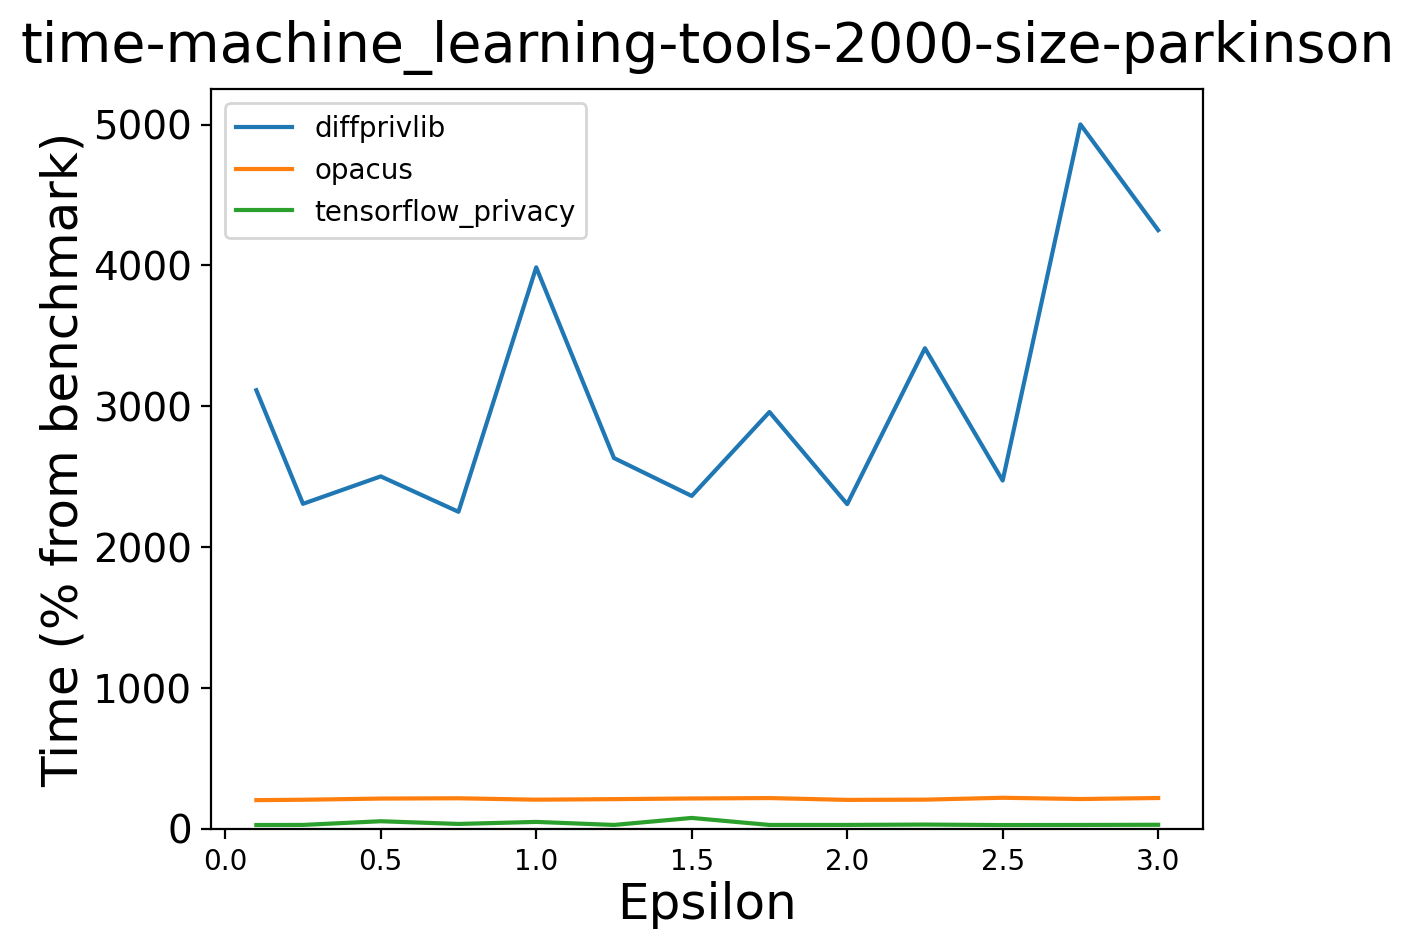 time-machine_learning-tools-2000-size-parkinson
diffprivlib
opacus
tensorflow_privacy
Time (% from benchmark)
5000
4000
3000
2000
1000
0
0.0 0.5 1.0 1.5 2.0 2.5 3.0
Epsilon